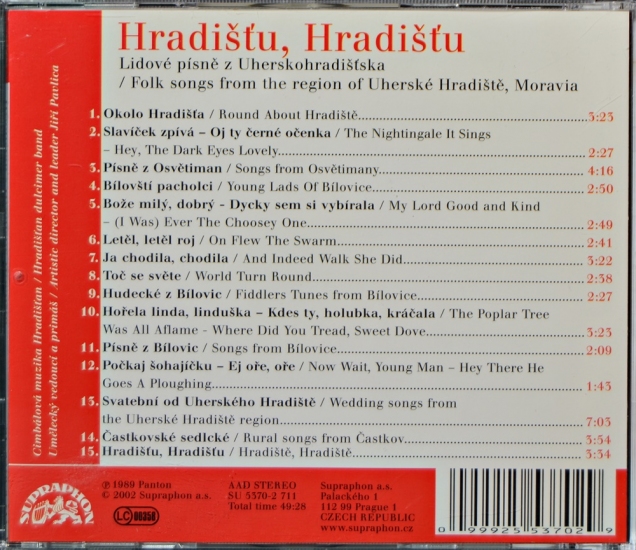 Hradišťu, Hradišťu
Lidové písně z Uherskohradišťska
/ Folk songs from the region of Uherské Hradiště, Moravia
1. Okolo Hradišťa / Round About Hradiště 3:23
2. Slavíček zpívá – Oj ty černé očenka / The Nightingale It Sings
– Hey, The Dark Eyes Lovely 2:27
3. Písně z Osvětiman / Songs from Osvětimany 4:16
4. Bílovští pacholci / Young Lads Of Bílovice 2:50
5. Bože milý, dobrý - Dycky sem si vybírala / My Lord Good and Kind
– (I Was) Ever The Choosey One 2:49
6. Letěl, letěl roj / On Flew The Swarm 2:41
7. Ja chodila, chodila / And Indeed Walk She Did 3:22
8. Toč se světe / World Turn Round 2:38
9. Hudecké z Bílovic / Fiddlers Tunes from Bílovice 2:27
10. Hořela linda, linduška – Kdes ty, holubka, kráčala / The Poplar Tree
Was All Aflame - Where Did You Tread, Sweet Dove 3:23
11. Písně z Bílovic / Songs from Bílovice 2:09
12. Počkaj šohajíčku – Ej oře, oře / Now Wait, Young Man – Hey There He
Goes A Ploughing 1:43
13. Svatební od Uherského Hradiště / Wedding songs from
the Uherské Hradiště region 7:03
14. Častkovské sedlcké / Rural songs from Častkov 3:54
15. Hradišťu, Hradišťu / Hradiště, Hradiště 3:54
Cimbálová muzika Hradišťan / Hradišťan dulcimer band
Umělecký vedoucí a primáš / Artistic director and leader Jiří Pavlica
SUPRAPHON
℗ 1989 Panton
© 2002 Supraphon a.s.
LC 00358
AAD STEREO
SU 5370-2 711
Total time 49:28
Supraphon a.s.
Palackého 1
112 99 Prague 1
CZECH REPUBLIC
www.supraphon.com
0 99925 53702 9